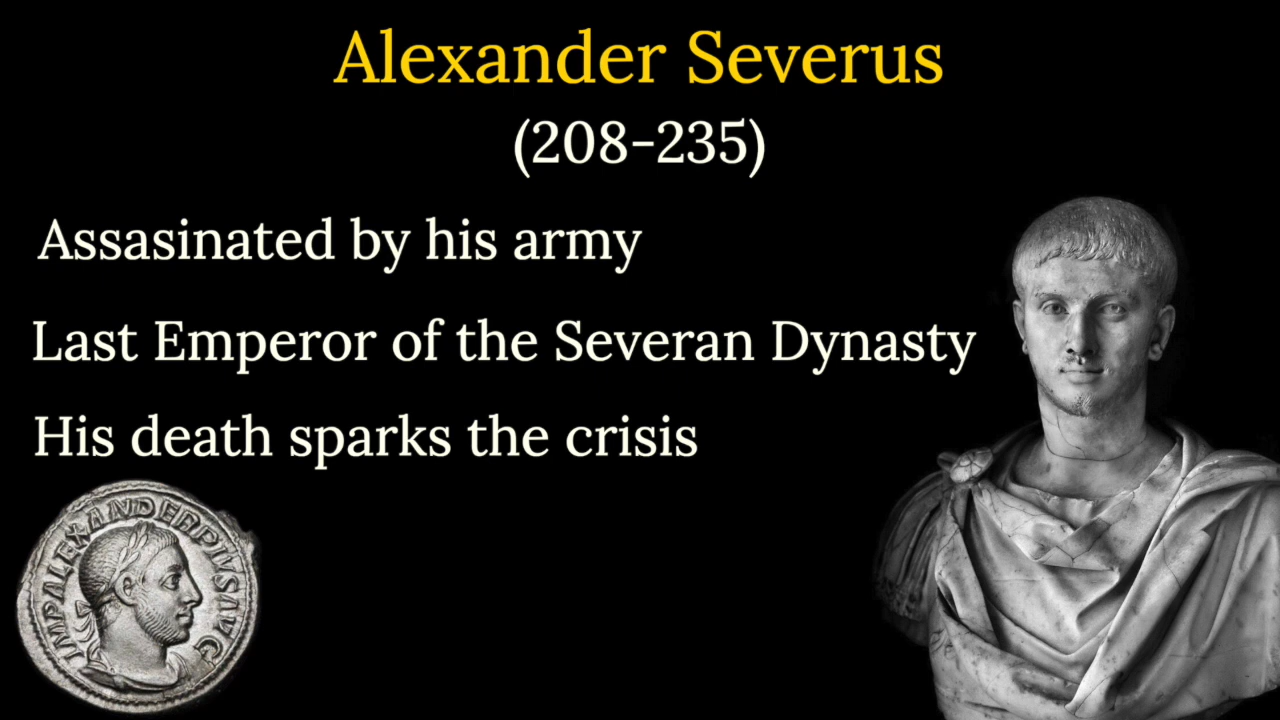 Alexander Severus
(208-235)
Assasinated by his army
Last Emperor of the Severan Dynasty
His death sparks the crisis
IMPALEXANDERPIVSAVG